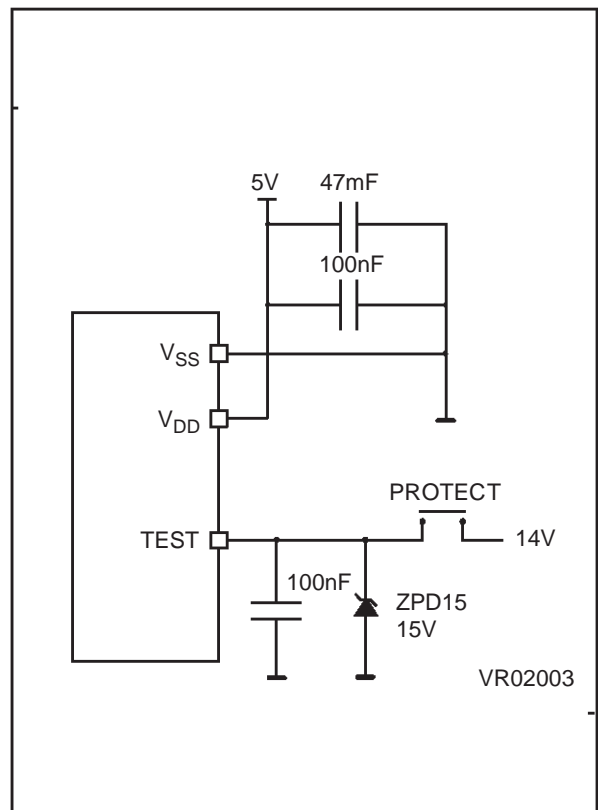 5V 47mF
100nF
VSS
VDD
PROTECT
TEST 14V
100nF ZPD15
15V
VR02003